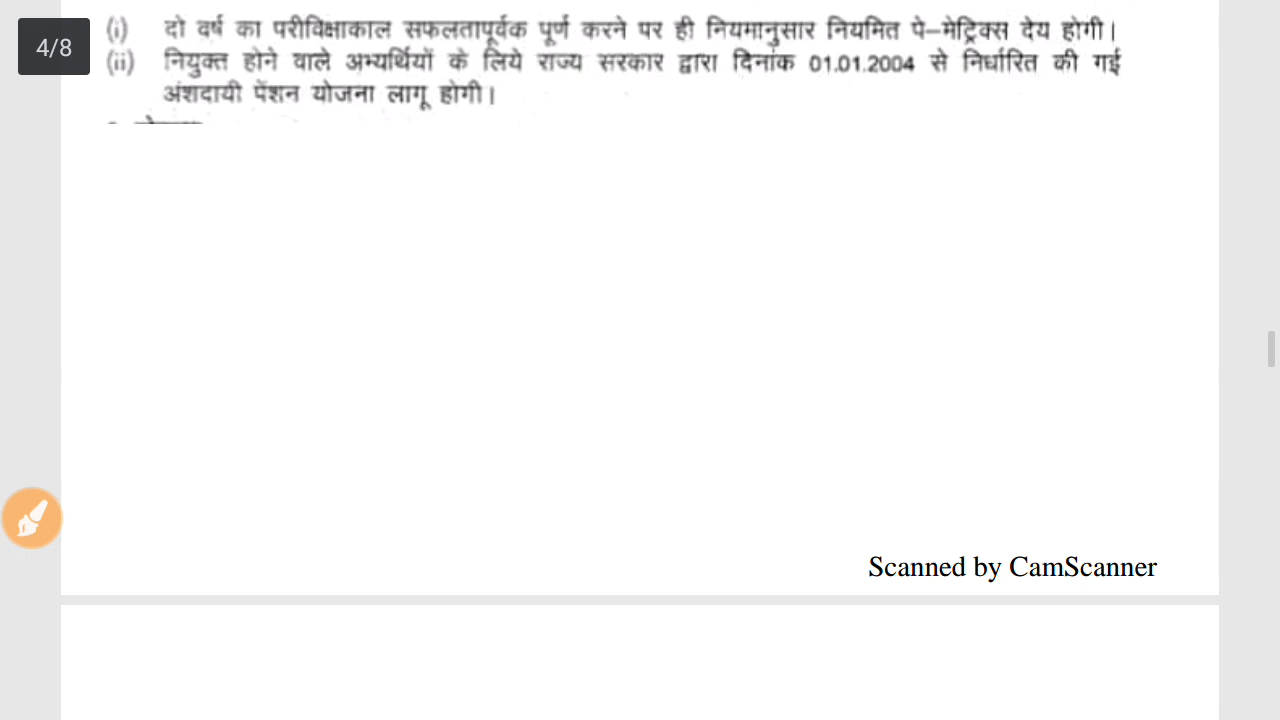 4/8
(i) दो वर्ष का परीविक्षाकाल सफलतापूर्वक पूर्ण करने पर ही नियमानुसार नियमित पे–मेट्रिक्स देय होगी।
(ii) नियुक्त होने वाले अभ्यर्थियों के लिये राज्य सरकार द्वारा दिनांक 01.01.2004 से निर्धारित की गई
अंशदायी पेंशन योजना लागू होगी।
Scanned by CamScanner